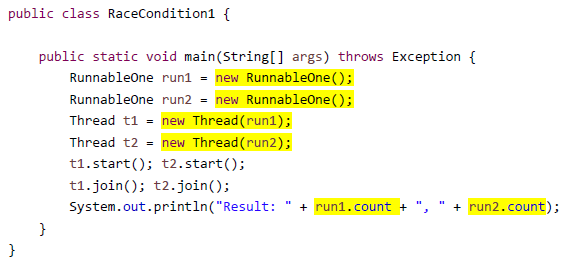 public class RaceCondition1 {
public static void main(String[] args) throws Exception {
RunnableOne run1 = new RunnableOne();
RunnableOne run2 = new RunnableOne();
Thread t1 = new Thread(run1);
Thread t2 = new Thread(run2);
t1.start(); t2.start();
t1.join(); t2.join();
System.out.println("Result: " + run1.count + ", " + run2.count);
}
}